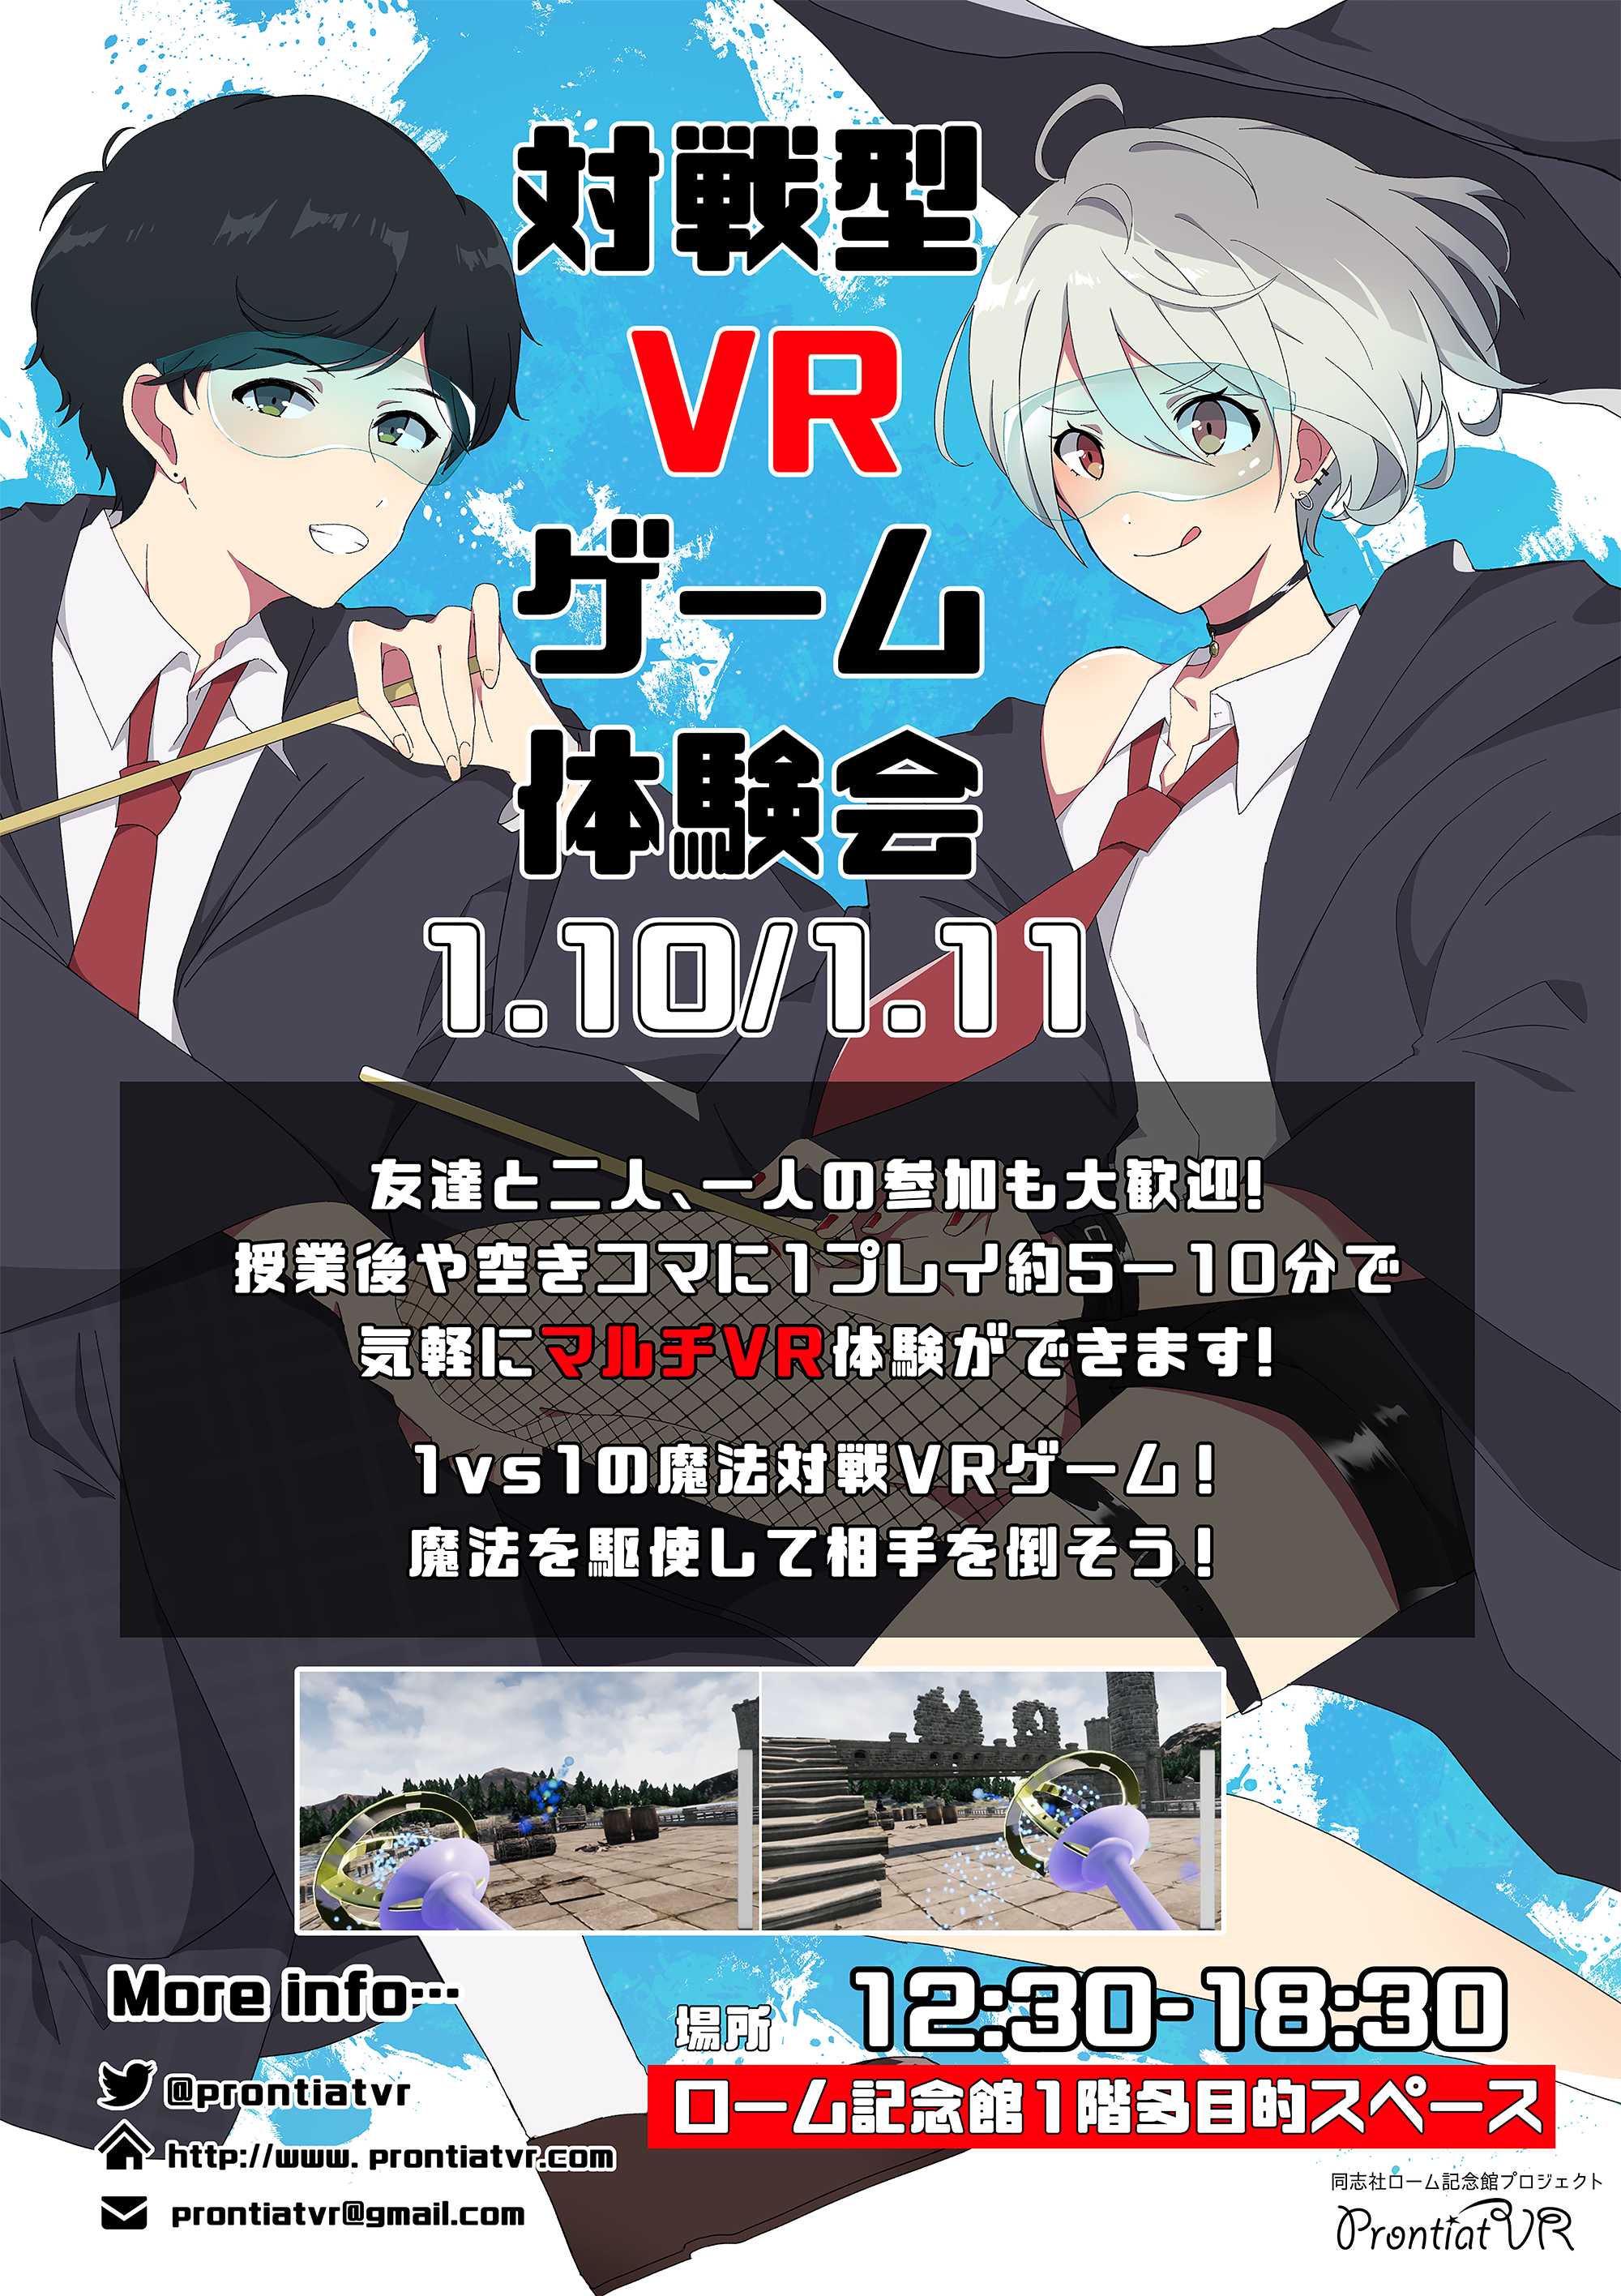 対戦型
VR
ゲーム
体験会
1.10/1.11
友達と二人、一人の参加も大歓迎!
授業後や空きコマに1プレイ約5ー10分で
気軽にマルチVR体験ができます!
1vs1の魔法対戦VRゲーム!
魔法を駆使して相手を倒そう!
More info…
@prontiatvr
http://www. prontiatvr.com
prontiatvr@gmail.com
12:30-18:30
場所
ローム記念館1階多目的スペース
同志社ローム記念館プロジェクト
ProntiatVR